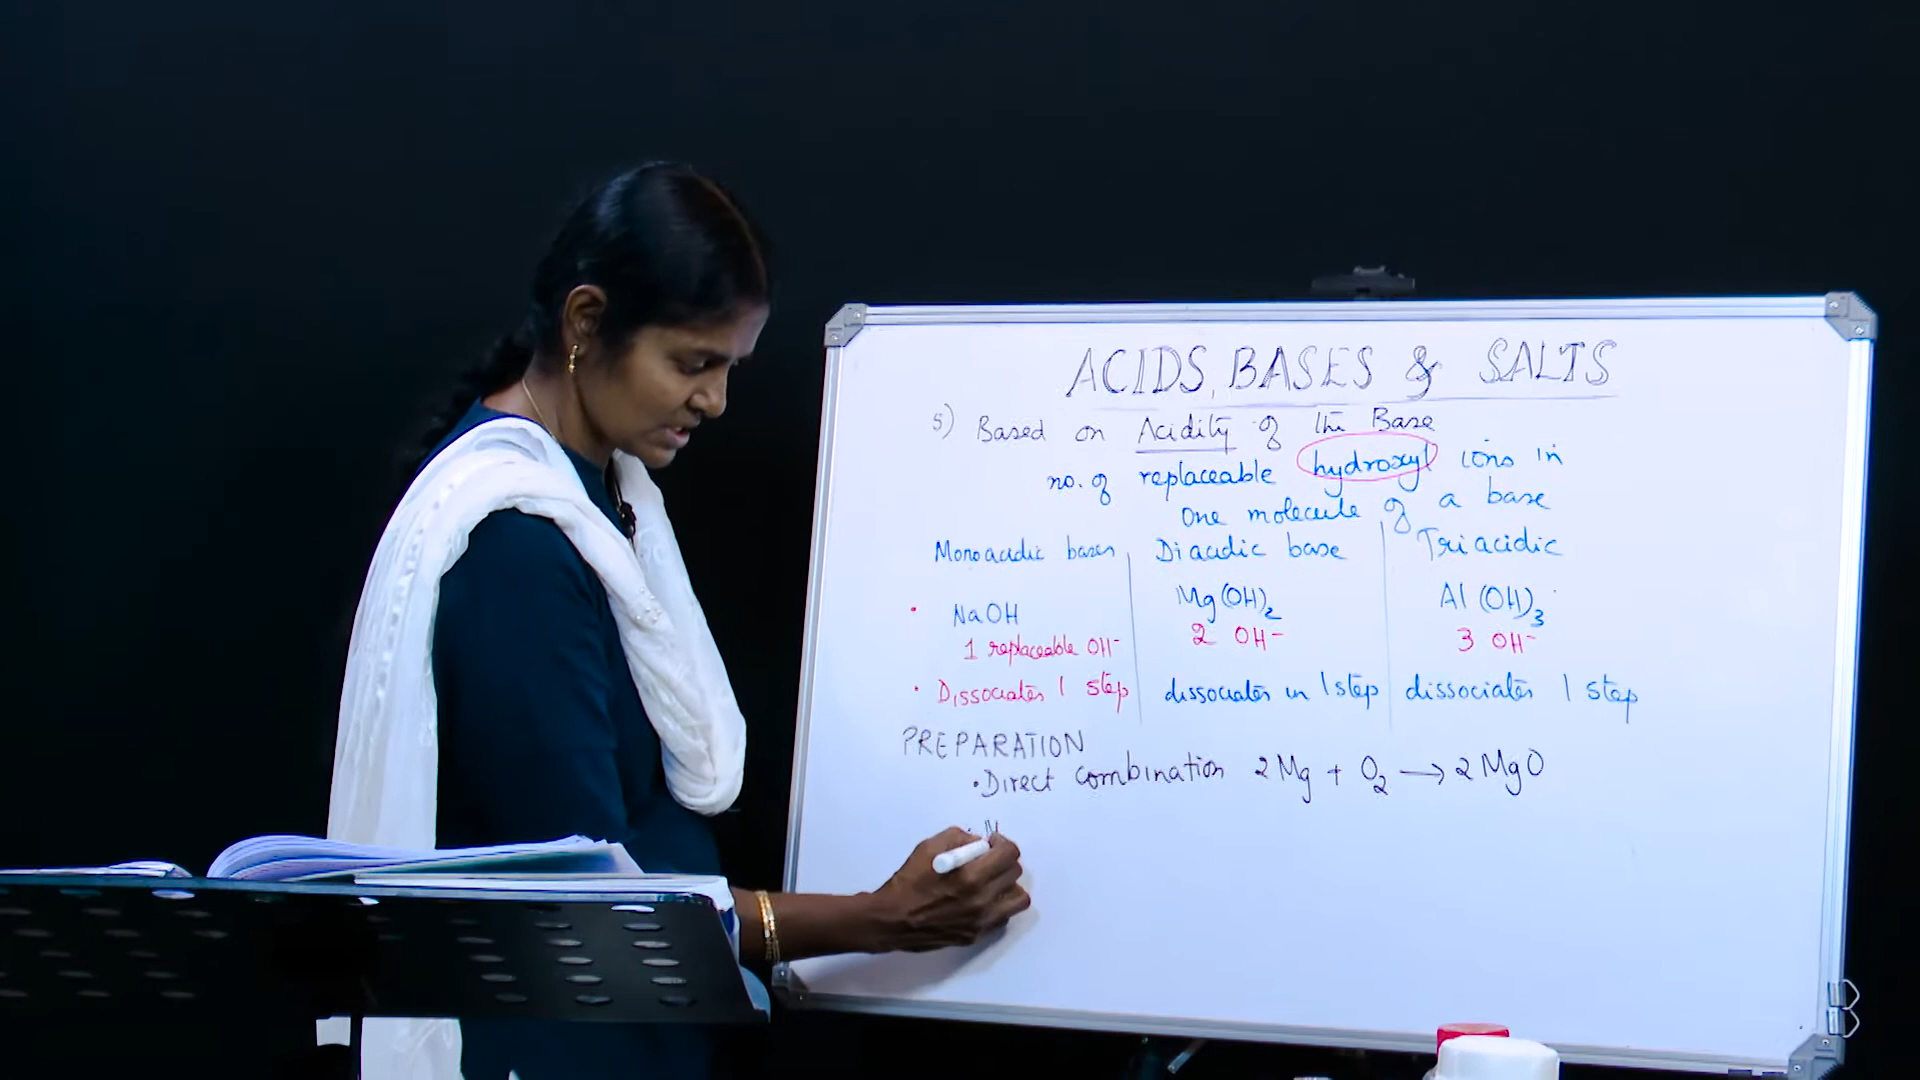 ACIDS, BASES & SALTS
5) Based on Acidity of the Base
no. of replaceable hydroxyl ions in
one molecule of a base
Monoacidic bases Diacidic base Triacidic
• NaOH Mg(OH)₂ Al(OH)₃
1 replaceable OH⁻ 2 OH⁻ 3 OH⁻
• Dissociates 1 step dissociates in 1 step dissociates 1 step
PREPARATION
• Direct combination 2Mg + O₂ → 2MgO